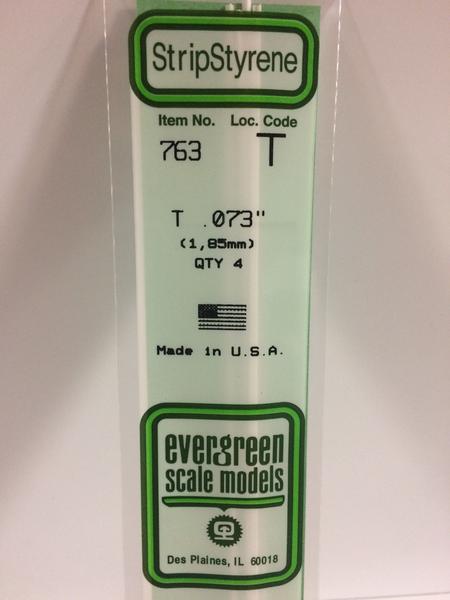 StripStyrene
Item No. Loc. Code
763 T
T .073"
(1,85mm)
QTY 4
Made in U.S.A.
evergreen
scale models
Des Plaines, IL 60018